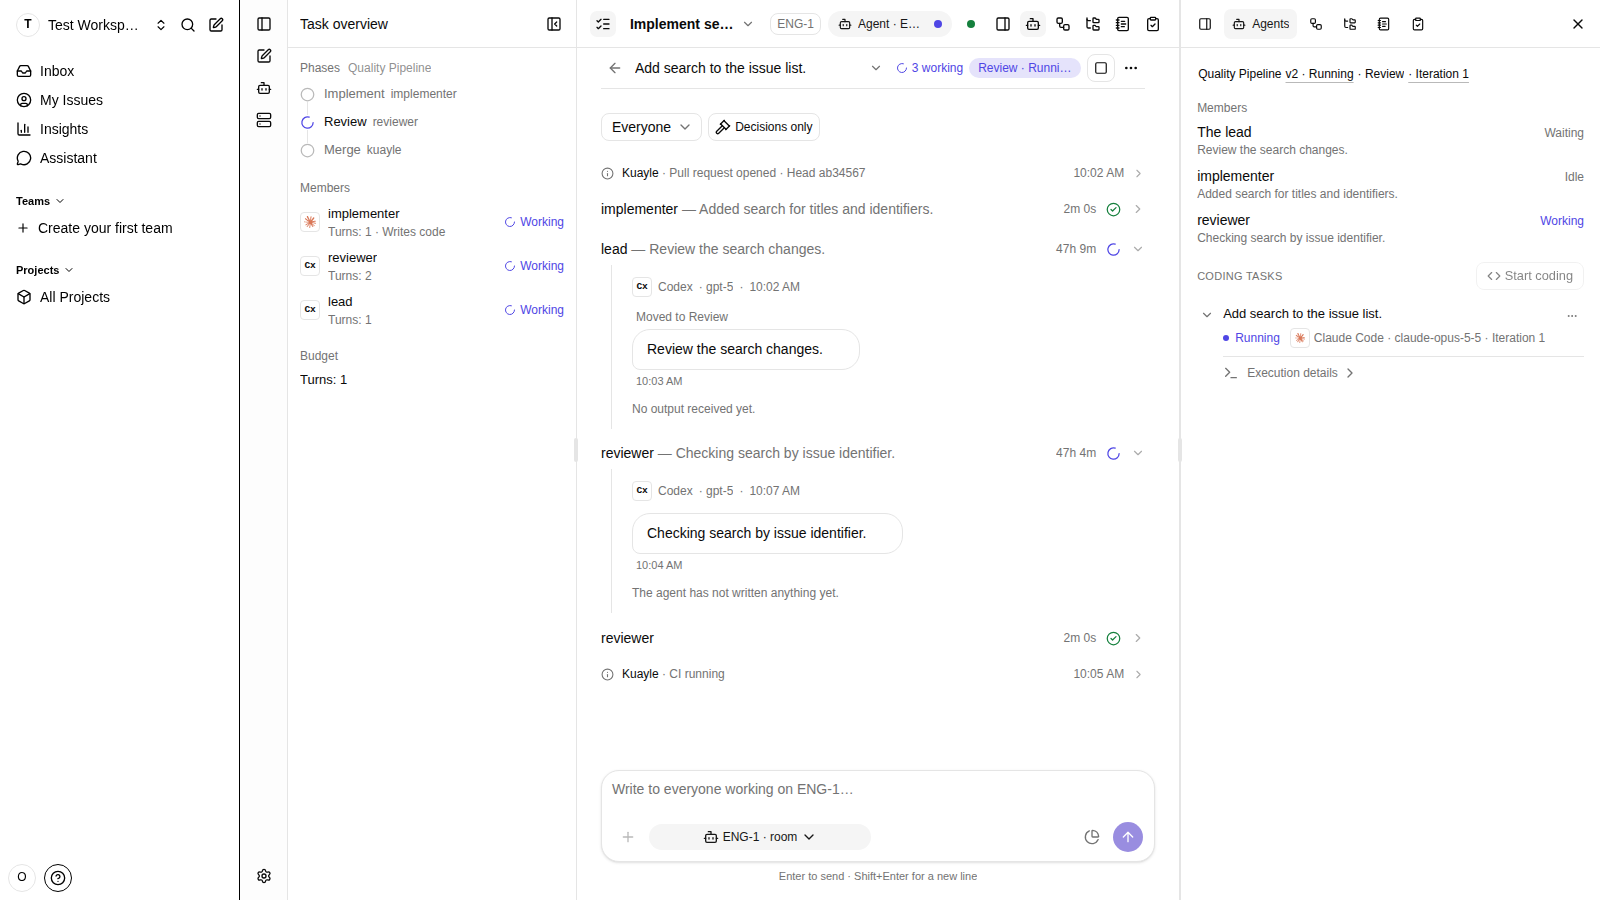 T Test Worksp…
Inbox
My Issues
Insights
Assistant
Teams
Create your first team
Projects
All Projects
O
Task overview
Phases Quality Pipeline
Implement implementer
Review reviewer
Merge kuayle
Members
implementer
Turns: 1 · Writes code
Working
Cx reviewer
Turns: 2
Working
Cx lead
Turns: 1
Working
Budget
Turns: 1
Implement se… ENG-1 Agent · E…
Add search to the issue list. 3 working Review · Runni…
Everyone Decisions only
Kuayle · Pull request opened · Head ab34567 10:02 AM
implementer — Added search for titles and identifiers. 2m 0s
lead — Review the search changes. 47h 9m
Cx Codex · gpt-5 · 10:02 AM
Moved to Review
Review the search changes.
10:03 AM
No output received yet.
reviewer — Checking search by issue identifier. 47h 4m
Cx Codex · gpt-5 · 10:07 AM
Checking search by issue identifier.
10:04 AM
The agent has not written anything yet.
reviewer 2m 0s
Kuayle · CI running 10:05 AM
Write to everyone working on ENG-1…
ENG-1 · room
Enter to send · Shift+Enter for a new line
Agents
Quality Pipeline v2 · Running · Review · Iteration 1
Members
The lead Waiting
Review the search changes.
implementer Idle
Added search for titles and identifiers.
reviewer Working
Checking search by issue identifier.
CODING TASKS Start coding
Add search to the issue list.
Running Claude Code · claude-opus-5-5 · Iteration 1
Execution details